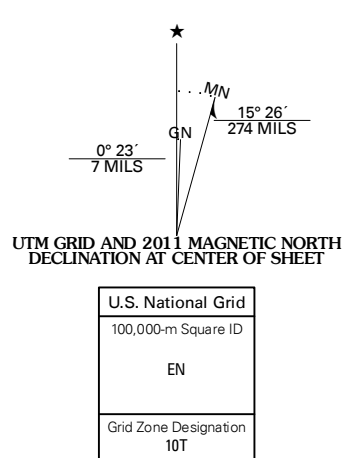 MN
GN
15° 26´
274 MILS
0° 23´
7 MILS
UTM GRID AND 2011 MAGNETIC NORTH
DECLINATION AT CENTER OF SHEET
U.S. National Grid
100,000-m Square ID
EN
Grid Zone Designation
10T